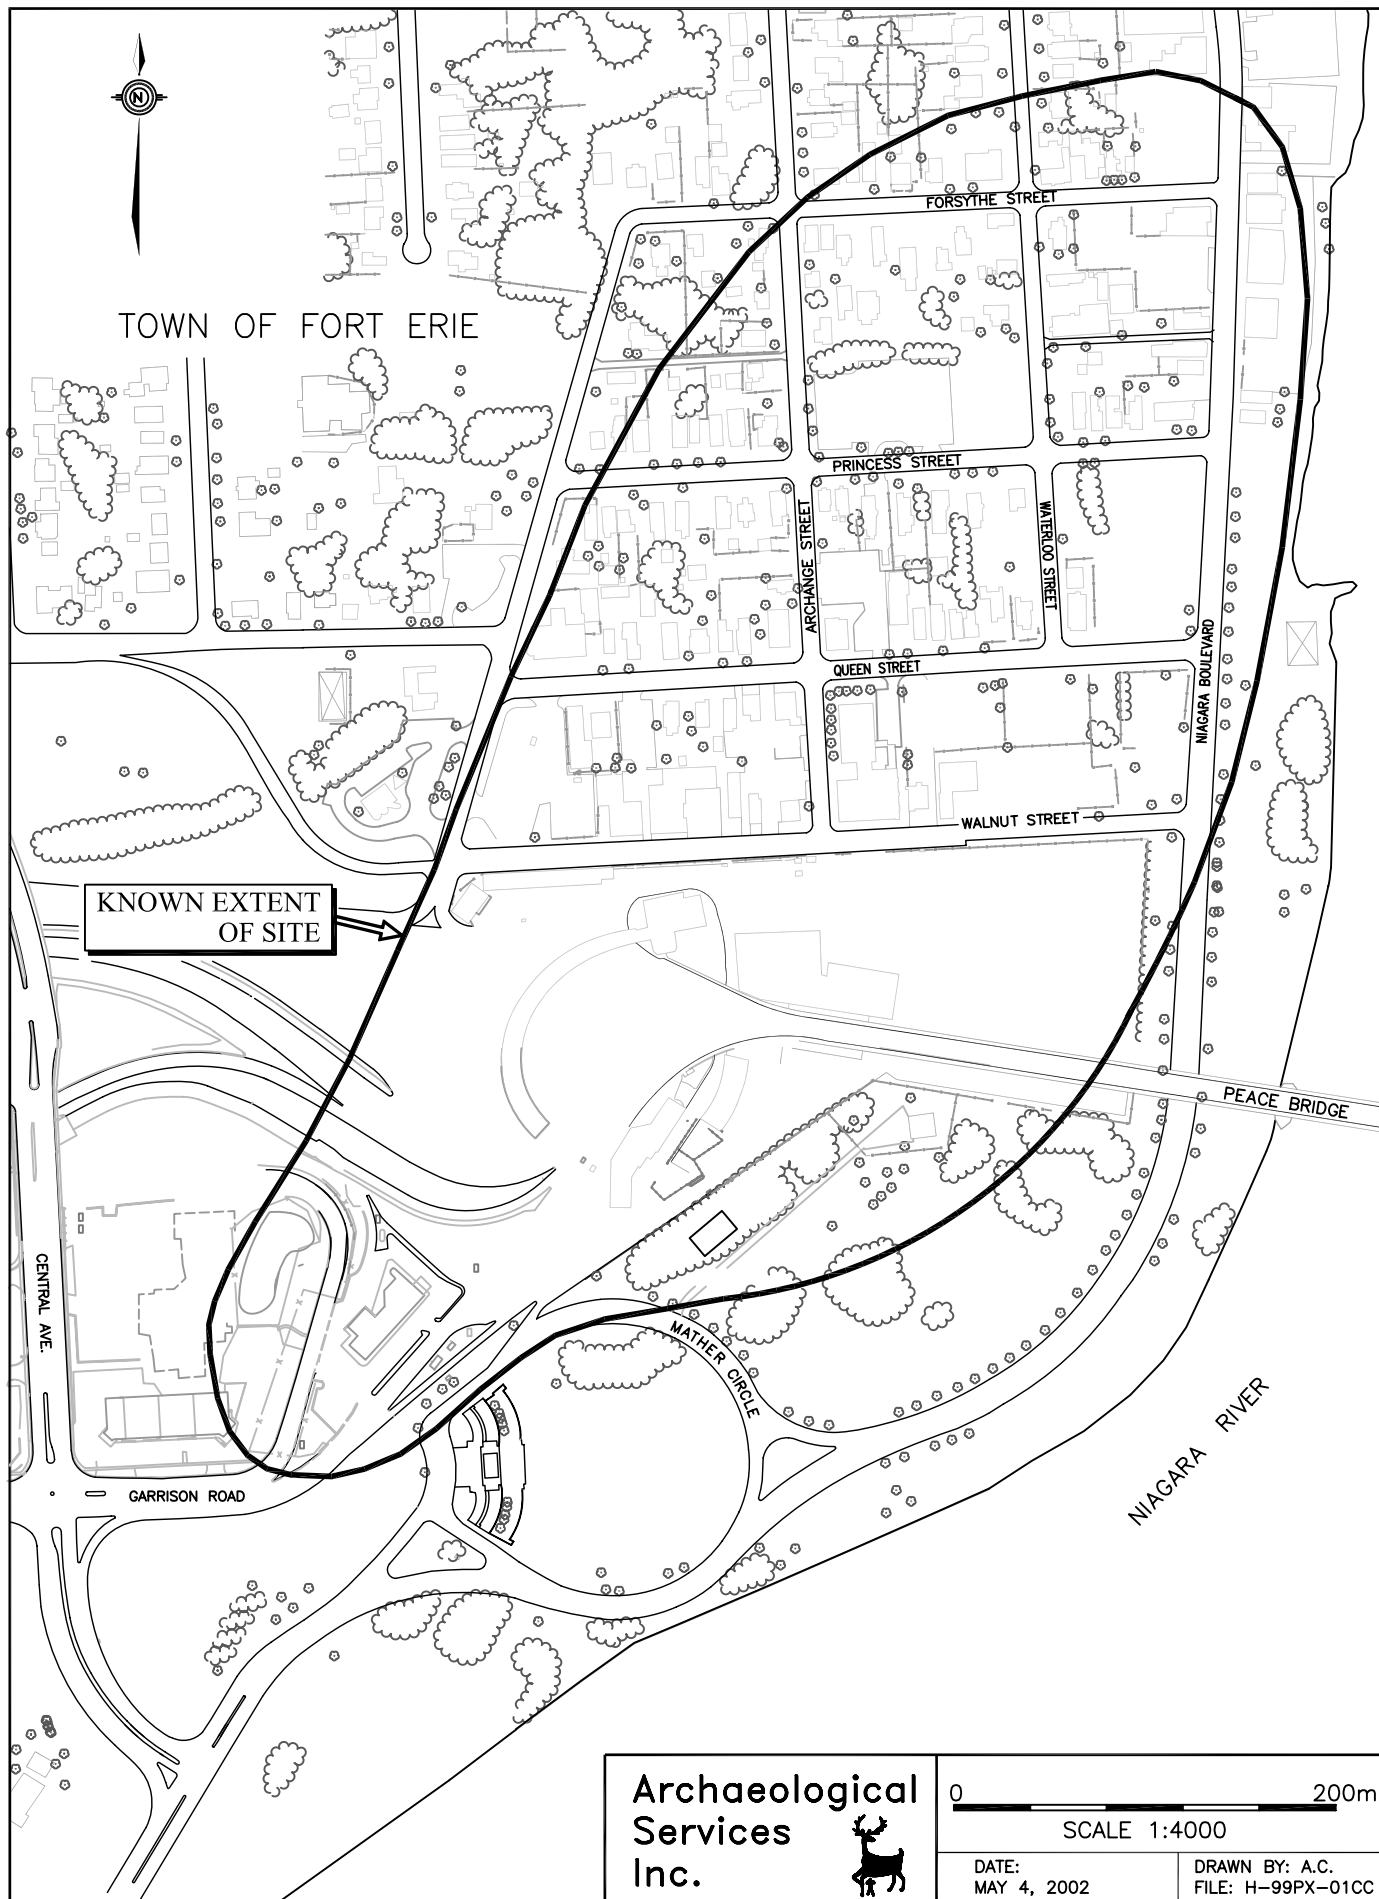 N
FORSYTHE STREET
TOWN OF FORT ERIE
PRINCESS STREET
ARCHANGE STREET
WATERLOO STREET
NIAGARA BOULEVARD
QUEEN STREET
WALNUT STREET
KNOWN EXTENT
OF SITE
PEACE BRIDGE
CENTRAL AVE.
MATHER CIRCLE
NIAGARA RIVER
GARRISON ROAD
Archaeological
Services
Inc.
0 200m
SCALE 1:4000
DATE:
MAY 4, 2002
DRAWN BY: A.C.
FILE: H-99PX-01CC